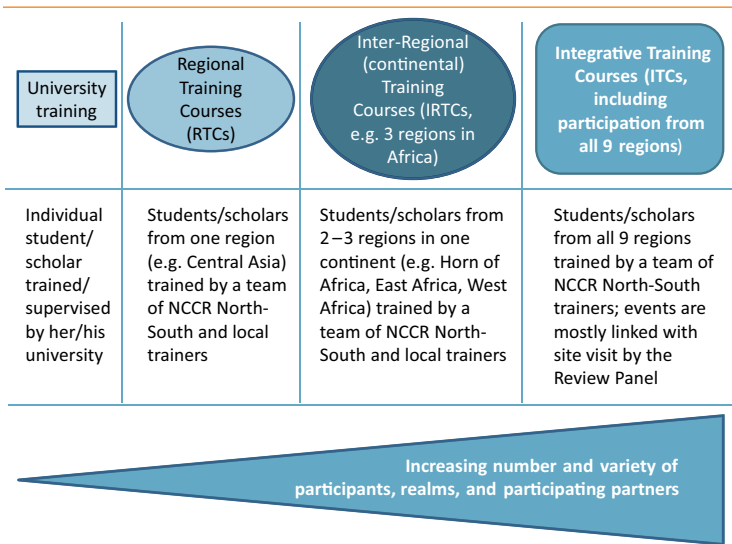 University
training
Regional
Training
Courses
(RTCs)
Inter-Regional
(continental)
Training
Courses (IRTCs,
e.g. 3 regions in
Africa)
Integrative Training
Courses (ITCs,
including
participation from
all 9 regions)
Individual
student/
scholar
trained/
supervised
by her/his
university
Students/scholars
from one region
(e.g. Central Asia)
trained by a team
of NCCR North-
South and local
trainers
Students/scholars from
2–3 regions in one
continent (e.g. Horn of
Africa, East Africa, West
Africa) trained by a
team of NCCR North-
South and local trainers
Students/scholars
from all 9 regions
trained by a team of
NCCR North-South
trainers; events are
mostly linked with
site visit by the
Review Panel
Increasing number and variety of
participants, realms, and participating partners